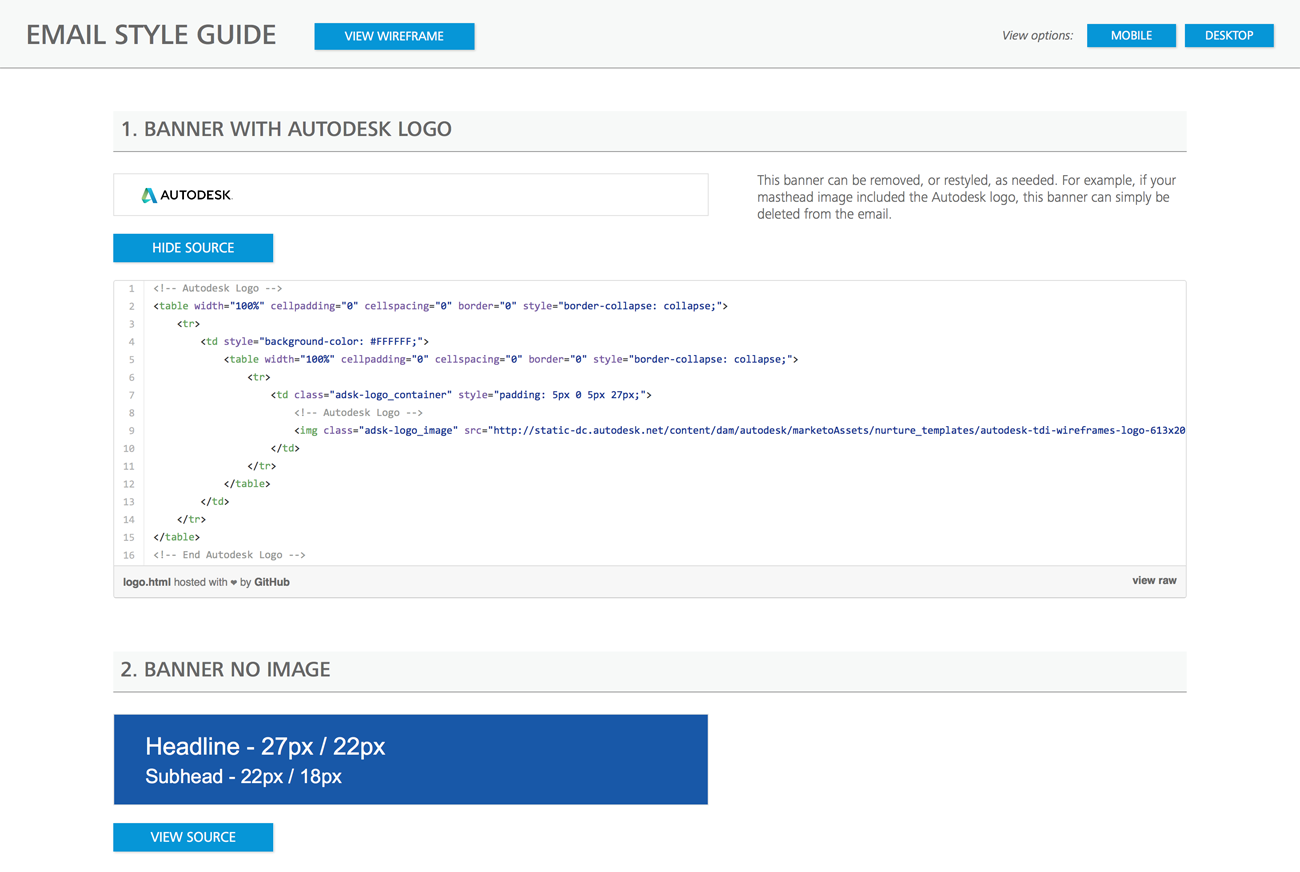 EMAIL STYLE GUIDE
VIEW WIREFRAME
View options:
MOBILE
DESKTOP
1. BANNER WITH AUTODESK LOGO
AUTODESK.
This banner can be removed, or restyled, as needed. For example, if your
masthead image included the Autodesk logo, this banner can simply be
deleted from the email.
HIDE SOURCE
1 <!-- Autodesk Logo -->
2 <table width="100%" cellpadding="0" cellspacing="0" border="0" style="border-collapse: collapse;">
3 <tr>
4 <td style="background-color: #FFFFFF;">
5 <table width="100%" cellpadding="0" cellspacing="0" border="0" style="border-collapse: collapse;">
6 <tr>
7 <td class="adsk-logo_container" style="padding: 5px 0 5px 27px;">
8 <!-- Autodesk Logo -->
9 <img class="adsk-logo_image" src="http://static-dc.autodesk.net/content/dam/autodesk/marketoAssets/nurture_templates/autodesk-tdi-wireframes-logo-613x20
10 </td>
11 </tr>
12 </table>
13 </td>
14 </tr>
15 </table>
16 <!-- End Autodesk Logo -->
logo.html hosted with ❤ by GitHub
view raw
2. BANNER NO IMAGE
Headline - 27px / 22px
Subhead - 22px / 18px
VIEW SOURCE